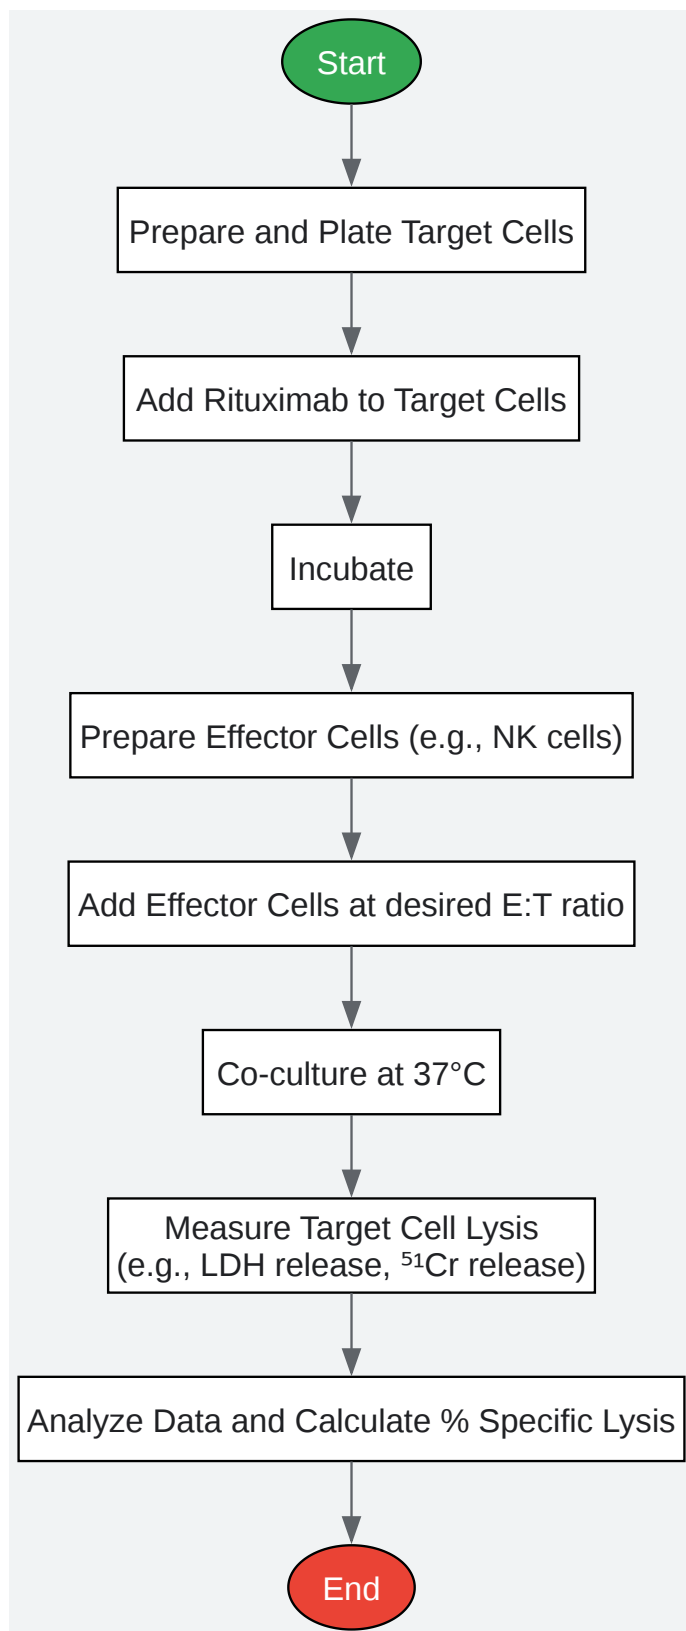 Start
Prepare and Plate Target Cells
Add Rituximab to Target Cells
Incubate
Prepare Effector Cells (e.g., NK cells)
Add Effector Cells at desired E:T ratio
Co-culture at 37°C
Measure Target Cell Lysis
(e.g., LDH release, ⁵¹Cr release)
Analyze Data and Calculate % Specific Lysis
End